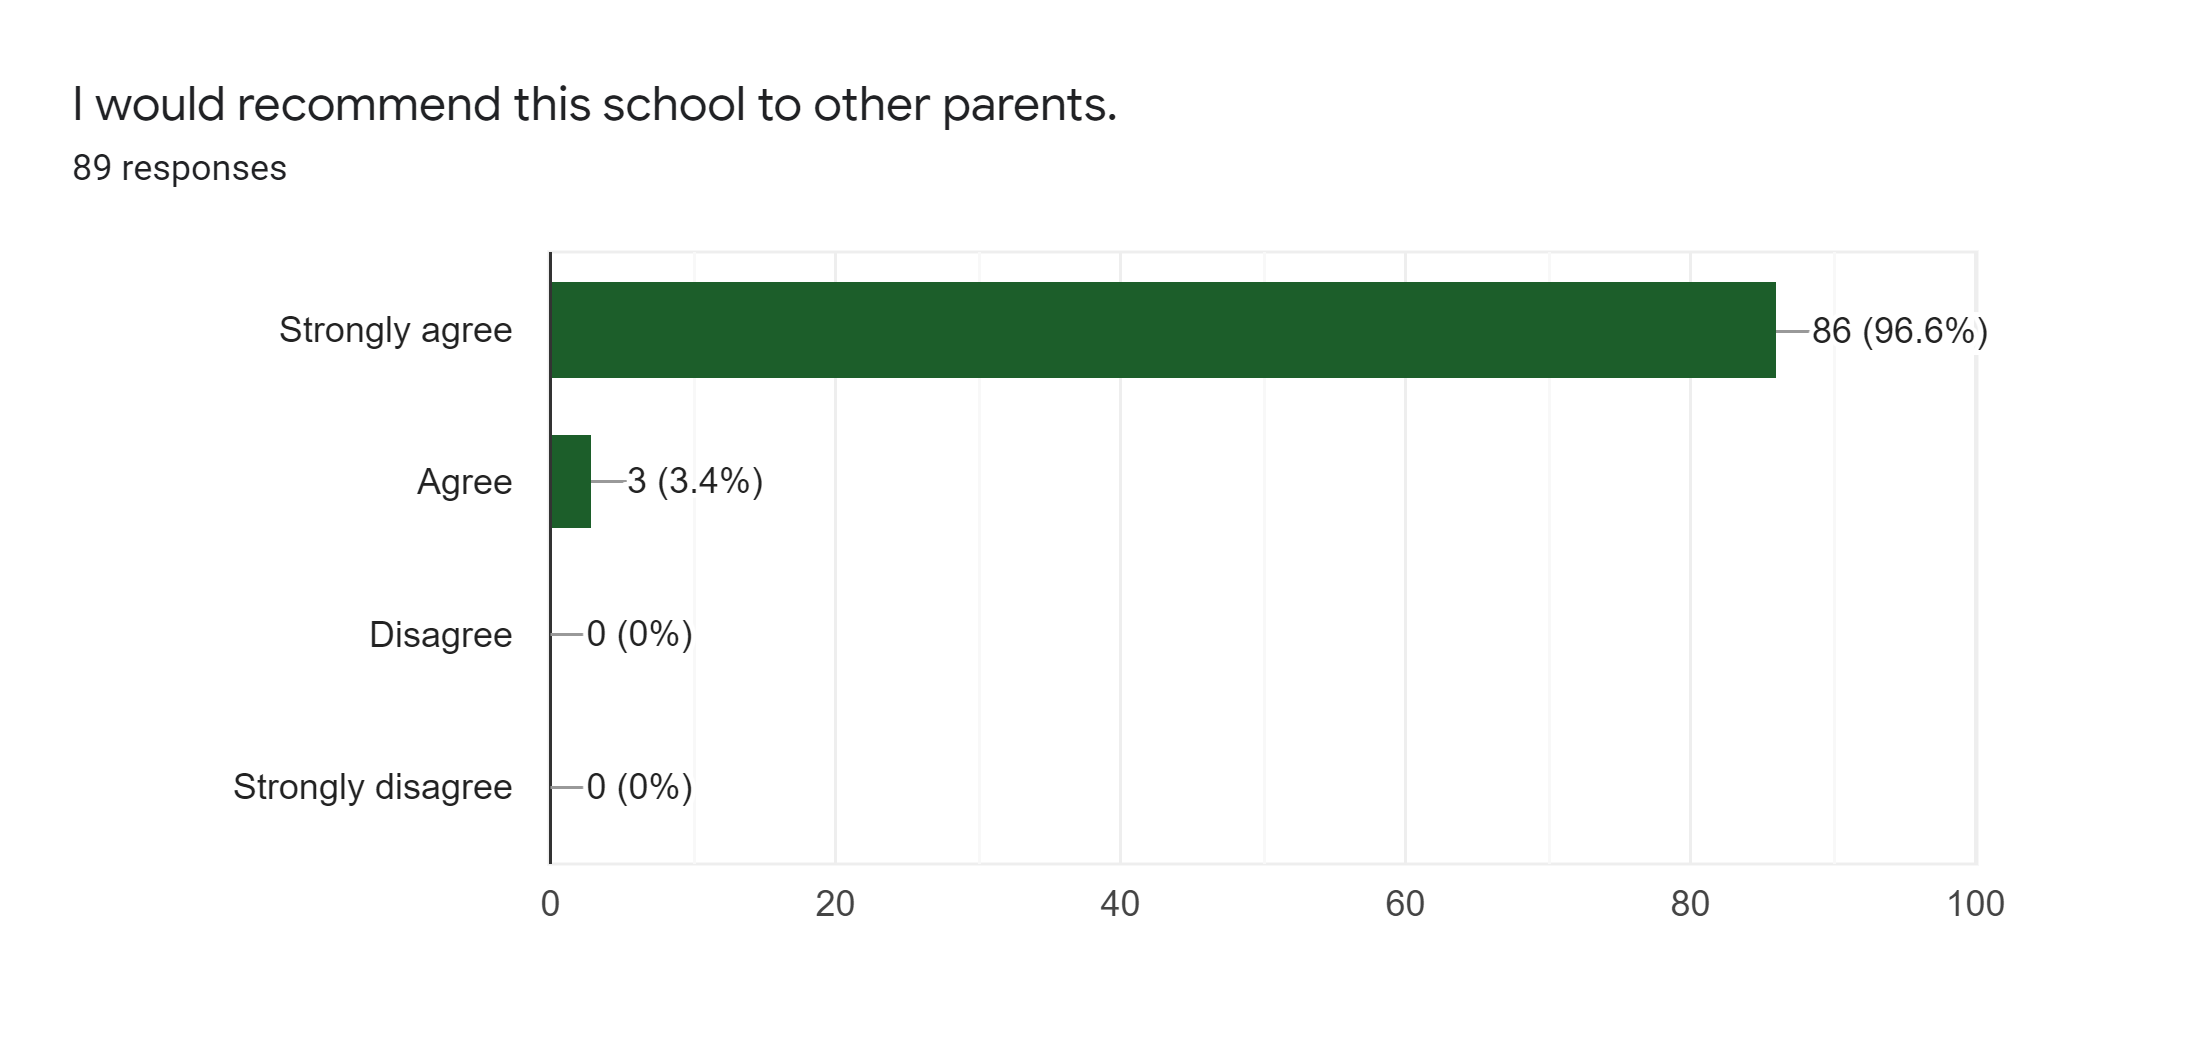 I would recommend this school to other parents.
89 responses
Strongly agree 86 (96.6%)
Agree 3 (3.4%)
Disagree 0 (0%)
Strongly disagree 0 (0%)
0 20 40 60 80 100